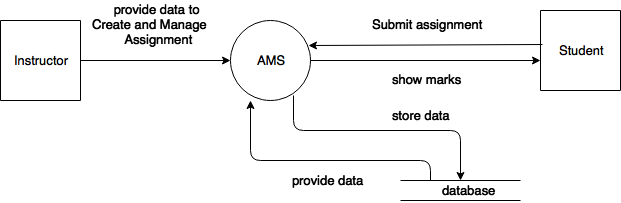 provide data to
Create and Manage
Assignment
Submit assignment
Instructor
AMS
Student
show marks
store data
provide data
database